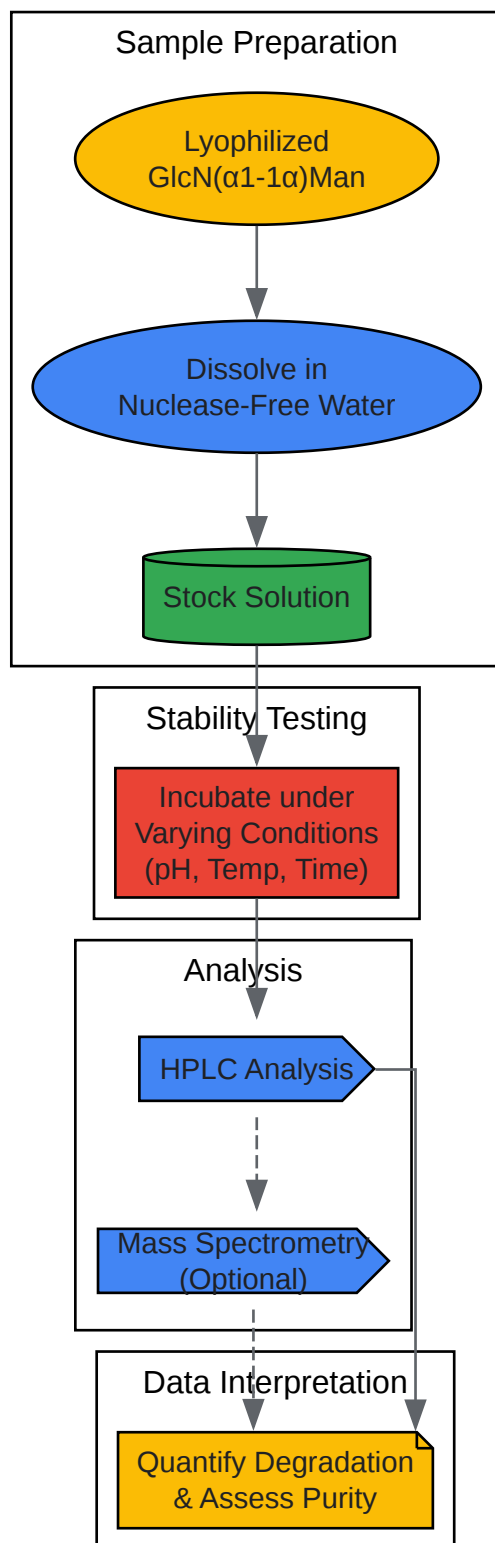 Sample Preparation
Lyophilized
GlcN(α1-1α)Man
Dissolve in
Nuclease-Free Water
Stock Solution
Stability Testing
Incubate under
Varying Conditions
(pH, Temp, Time)
Analysis
HPLC Analysis
Mass Spectrometry
(Optional)
Data Interpretation
Quantify Degradation
& Assess Purity